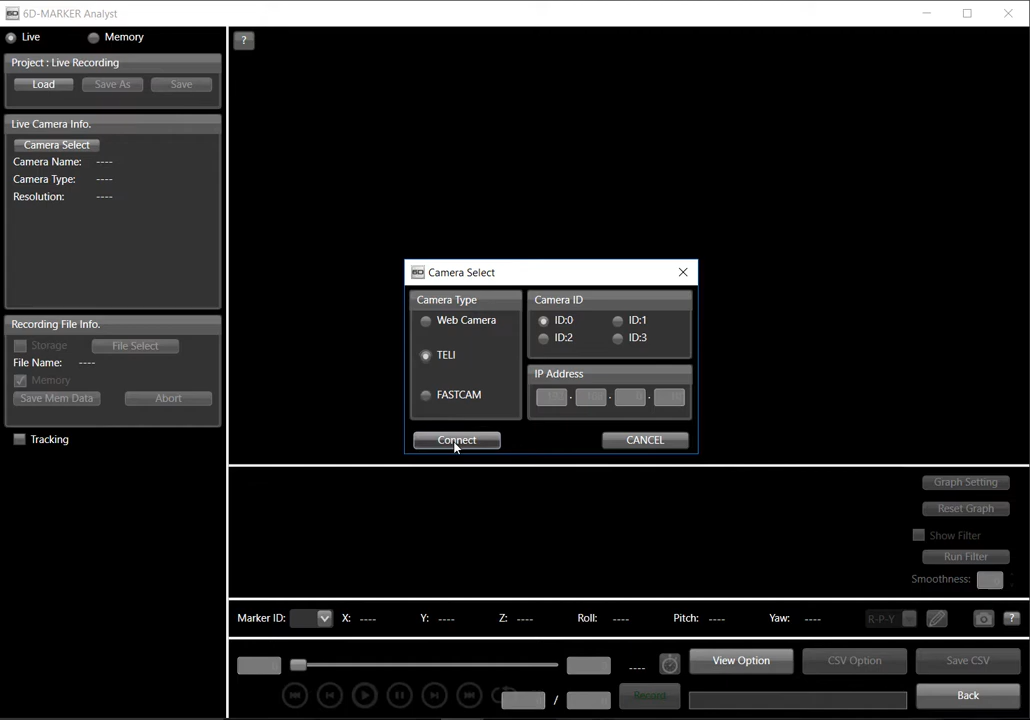 6D-MARKER Analyst
Live Memory
?
Project : Live Recording
Load Save As Save
Live Camera Info.
Camera Select
Camera Name: ----
Camera Type: ----
Resolution: ----
Camera Select
Camera Type
Web Camera
TELI
FASTCAM
Camera ID
ID:0 ID:1
ID:2 ID:3
IP Address
. . .
Connect CANCEL
Recording File Info.
Storage File Select
File Name: ----
Memory
Save Mem Data Abort
Tracking
Graph Setting
Reset Graph
Show Filter
Run Filter
Smoothness:
Marker ID: X: ---- Y: ---- Z: ---- Roll: ---- Pitch: ---- Yaw: ---- R-P-Y ?
---- View Option CSV Option Save CSV
/ Record Back